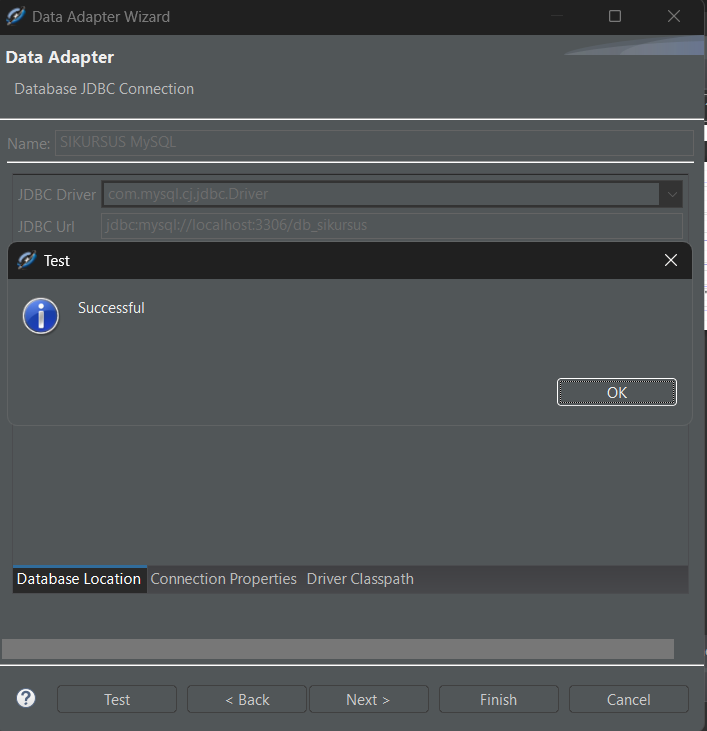 Data Adapter Wizard
Data Adapter
Database JDBC Connection
Name: SIKURSUS MySQL
JDBC Driver com.mysql.cj.jdbc.Driver
JDBC Url jdbc:mysql://localhost:3306/db_sikursus
Test
Successful
OK
Database Location Connection Properties Driver Classpath
? Test < Back Next > Finish Cancel